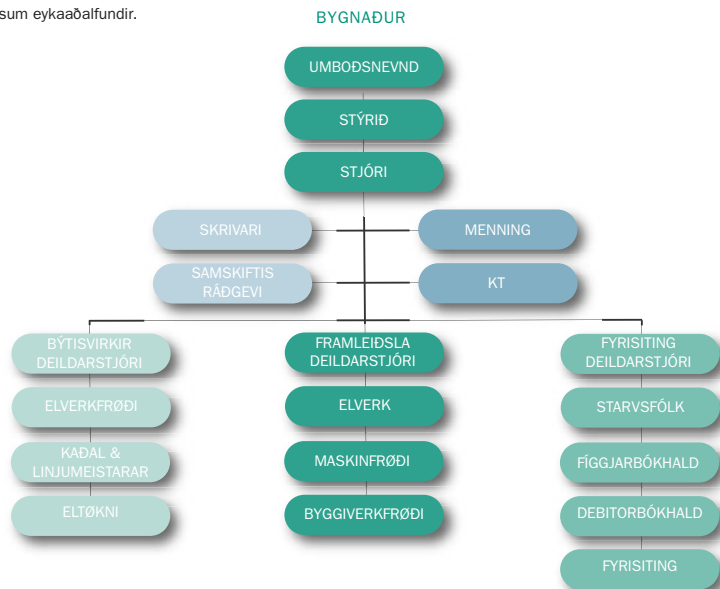 sum eykaaðalfundir.
BYGNAÐUR
UMBOÐSNEVND
STÝRIÐ
STJÓRI
SKRIVARI
MENNING
SAMSKIFTIS
RÁÐGEVI
KT
BÝTISVIRKIR
DEILDARSTJÓRI
FRAMLEIÐSLA
DEILDARSTJÓRI
FYRISITING
DEILDARSTJÓRI
ELVERKFRØÐI
ELVERK
STARVSFÓLK
KAÐAL &
LINJUMEISTARAR
MASKINFRØÐI
FÍGGJARBÓKHALD
ELTØKNI
BYGGIVERKFRØÐI
DEBITORBÓKHALD
FYRISITING